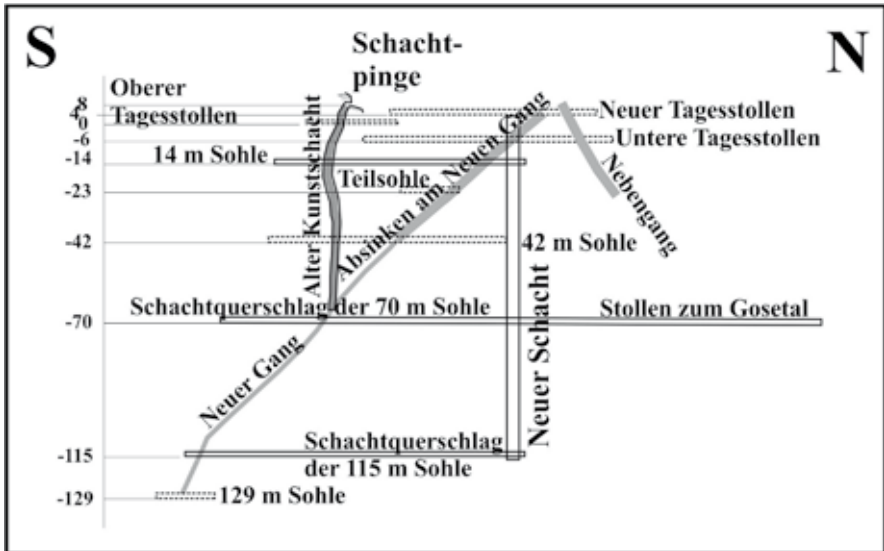 S
N
Schacht-
pinge
Oberer
Tagesstollen
8
4
0
-6
-14
-23
-42
-70
-115
-129
Neuer Tagesstollen
Untere Tagesstollen
14 m Sohle
Teilsohle
Alter Kunstschacht
Absinken am Neuen Gang
Nebengang
42 m Sohle
Schachtquerschlag der 70 m Sohle
Stollen zum Gosetal
Neuer Schacht
Neuer Gang
Schachtquerschlag
der 115 m Sohle
129 m Sohle